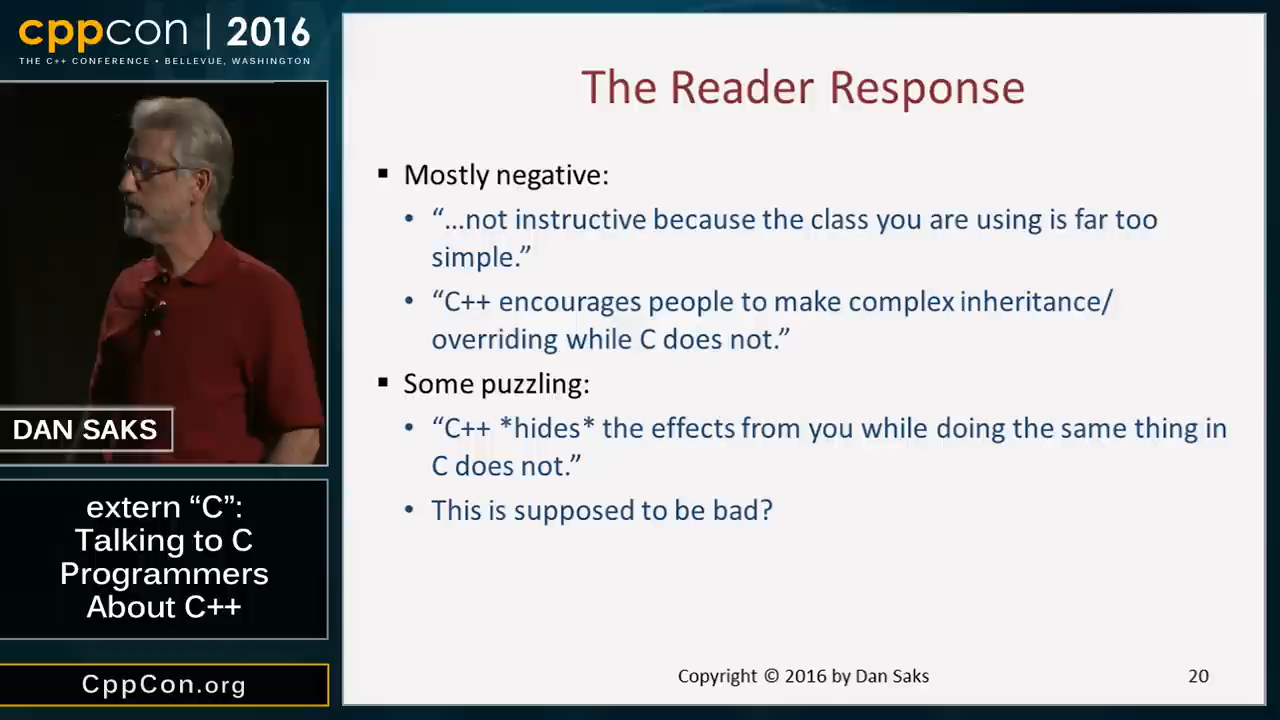 cppcon | 2016
THE C++ CONFERENCE • BELLEVUE, WASHINGTON
DAN SAKS
extern “C”:
Talking to C
Programmers
About C++
CppCon.org
The Reader Response
▪ Mostly negative:
• “…not instructive because the class you are using is far too
simple.”
• “C++ encourages people to make complex inheritance/
overriding while C does not.”
▪ Some puzzling:
• “C++ *hides* the effects from you while doing the same thing in
C does not.”
• This is supposed to be bad?
Copyright © 2016 by Dan Saks
20